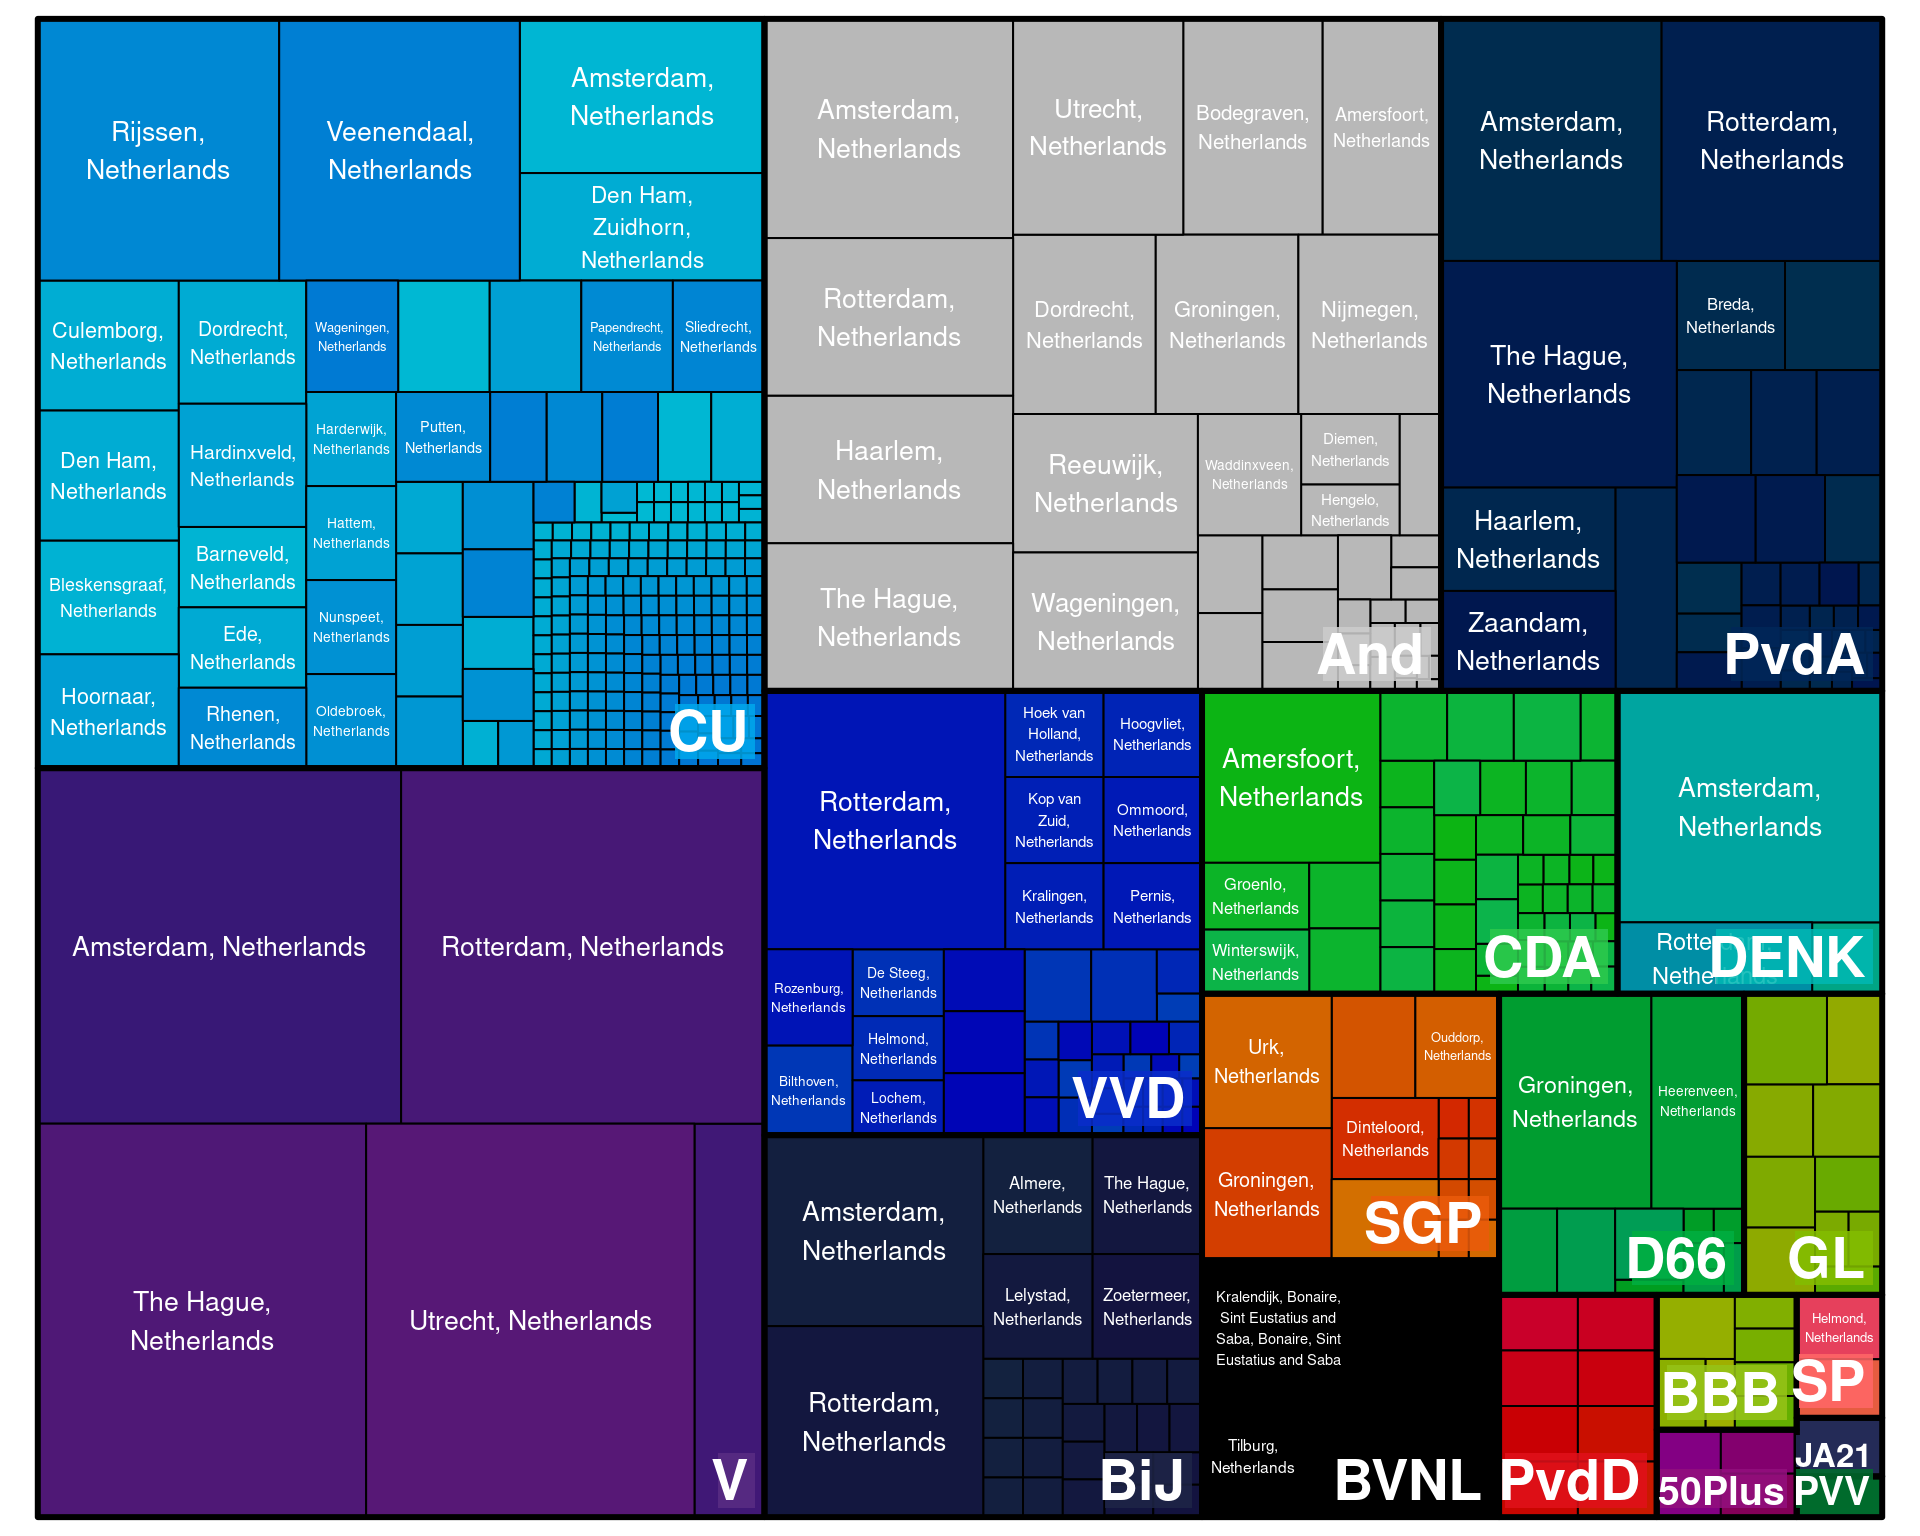 Rijssen,
Netherlands
Veenendaal,
Netherlands
Amsterdam,
Netherlands
Den Ham,
Zuidhorn,
Netherlands
Culemborg,
Netherlands
Dordrecht,
Netherlands
Wageningen,
Netherlands
Papendrecht,
Netherlands
Sliedrecht,
Netherlands
Den Ham,
Netherlands
Hardinxveld,
Netherlands
Harderwijk,
Netherlands
Putten,
Netherlands
Hattem,
Netherlands
Bleskensgraaf,
Netherlands
Barneveld,
Netherlands
Ede,
Netherlands
Nunspeet,
Netherlands
Hoornaar,
Netherlands
Rhenen,
Netherlands
Oldebroek,
Netherlands
CU
Amsterdam, Netherlands
Rotterdam, Netherlands
The Hague,
Netherlands
Utrecht, Netherlands
V
Amsterdam,
Netherlands
Utrecht,
Netherlands
Bodegraven,
Netherlands
Amersfoort,
Netherlands
Rotterdam,
Netherlands
Dordrecht,
Netherlands
Groningen,
Netherlands
Nijmegen,
Netherlands
Haarlem,
Netherlands
Reeuwijk,
Netherlands
Waddinxveen,
Netherlands
Diemen,
Netherlands
Hengelo,
Netherlands
The Hague,
Netherlands
Wageningen,
Netherlands
And
Amsterdam,
Netherlands
Rotterdam,
Netherlands
The Hague,
Netherlands
Breda,
Netherlands
Haarlem,
Netherlands
Zaandam,
Netherlands
PvdA
Rotterdam,
Netherlands
Hoek van
Holland,
Netherlands
Hoogvliet,
Netherlands
Kop van
Zuid,
Netherlands
Ommoord,
Netherlands
Kralingen,
Netherlands
Pernis,
Netherlands
Rozenburg,
Netherlands
De Steeg,
Netherlands
Helmond,
Netherlands
Bilthoven,
Netherlands
Lochem,
Netherlands
VVD
Amersfoort,
Netherlands
Groenlo,
Netherlands
Winterswijk,
Netherlands
CDA
Amsterdam,
Netherlands
Rotterdam,
Netherlands
DENK
Amsterdam,
Netherlands
Almere,
Netherlands
The Hague,
Netherlands
Lelystad,
Netherlands
Zoetermeer,
Netherlands
Rotterdam,
Netherlands
BiJ
Urk,
Netherlands
Ouddorp,
Netherlands
Dinteloord,
Netherlands
Groningen,
Netherlands
SGP
Groningen,
Netherlands
Heerenveen,
Netherlands
D66
GL
Kralendijk, Bonaire,
Sint Eustatius and
Saba, Bonaire, Sint
Eustatius and Saba
Tilburg,
Netherlands
BVNL
PvdD
BBB
Helmond,
Netherlands
SP
50Plus
JA21
PVV